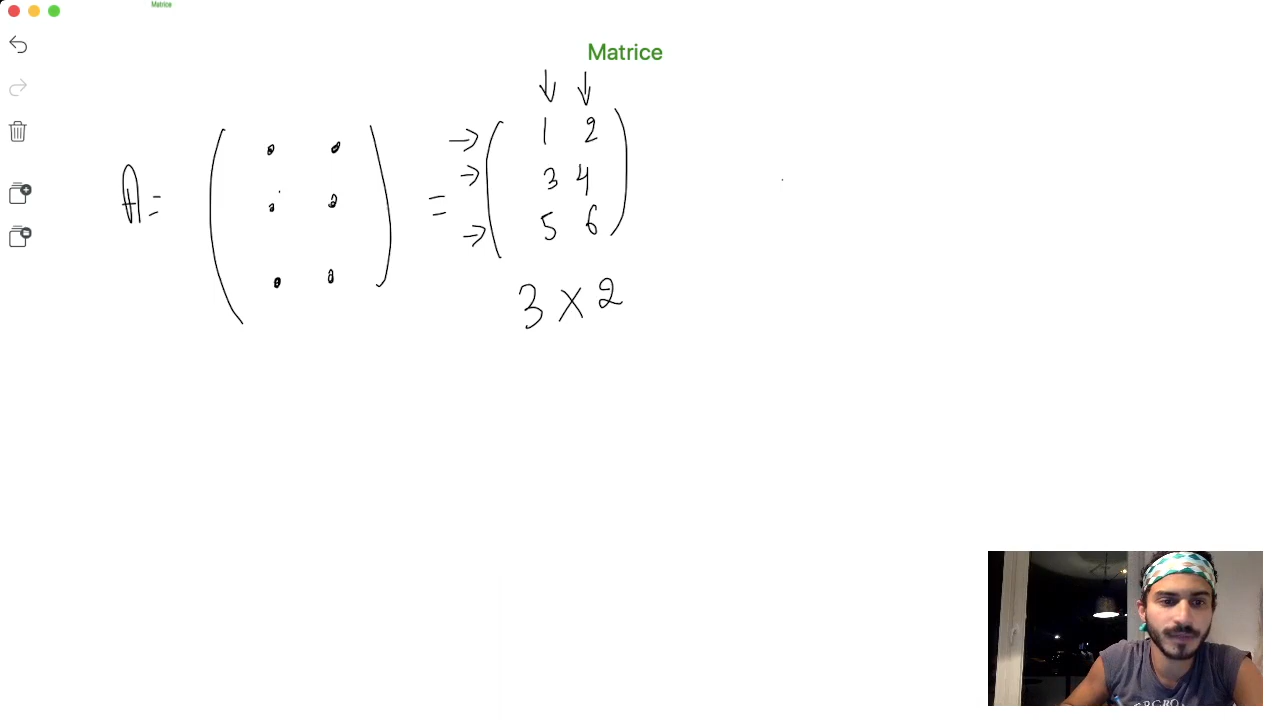 Matrice
Matrice
A = ( ) = → ( 1 2 )
→ 3 4
→ 5 6
3 × 2